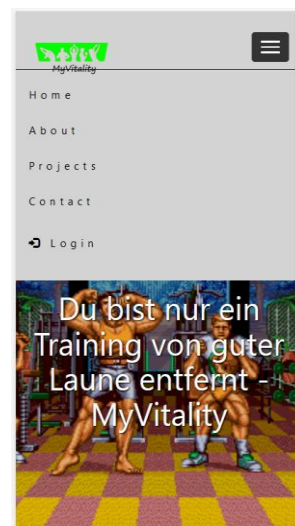 MyVitality
Home
About
Projects
Contact
Login
Du bist nur ein
Training von guter
Laune entfernt -
MyVitality